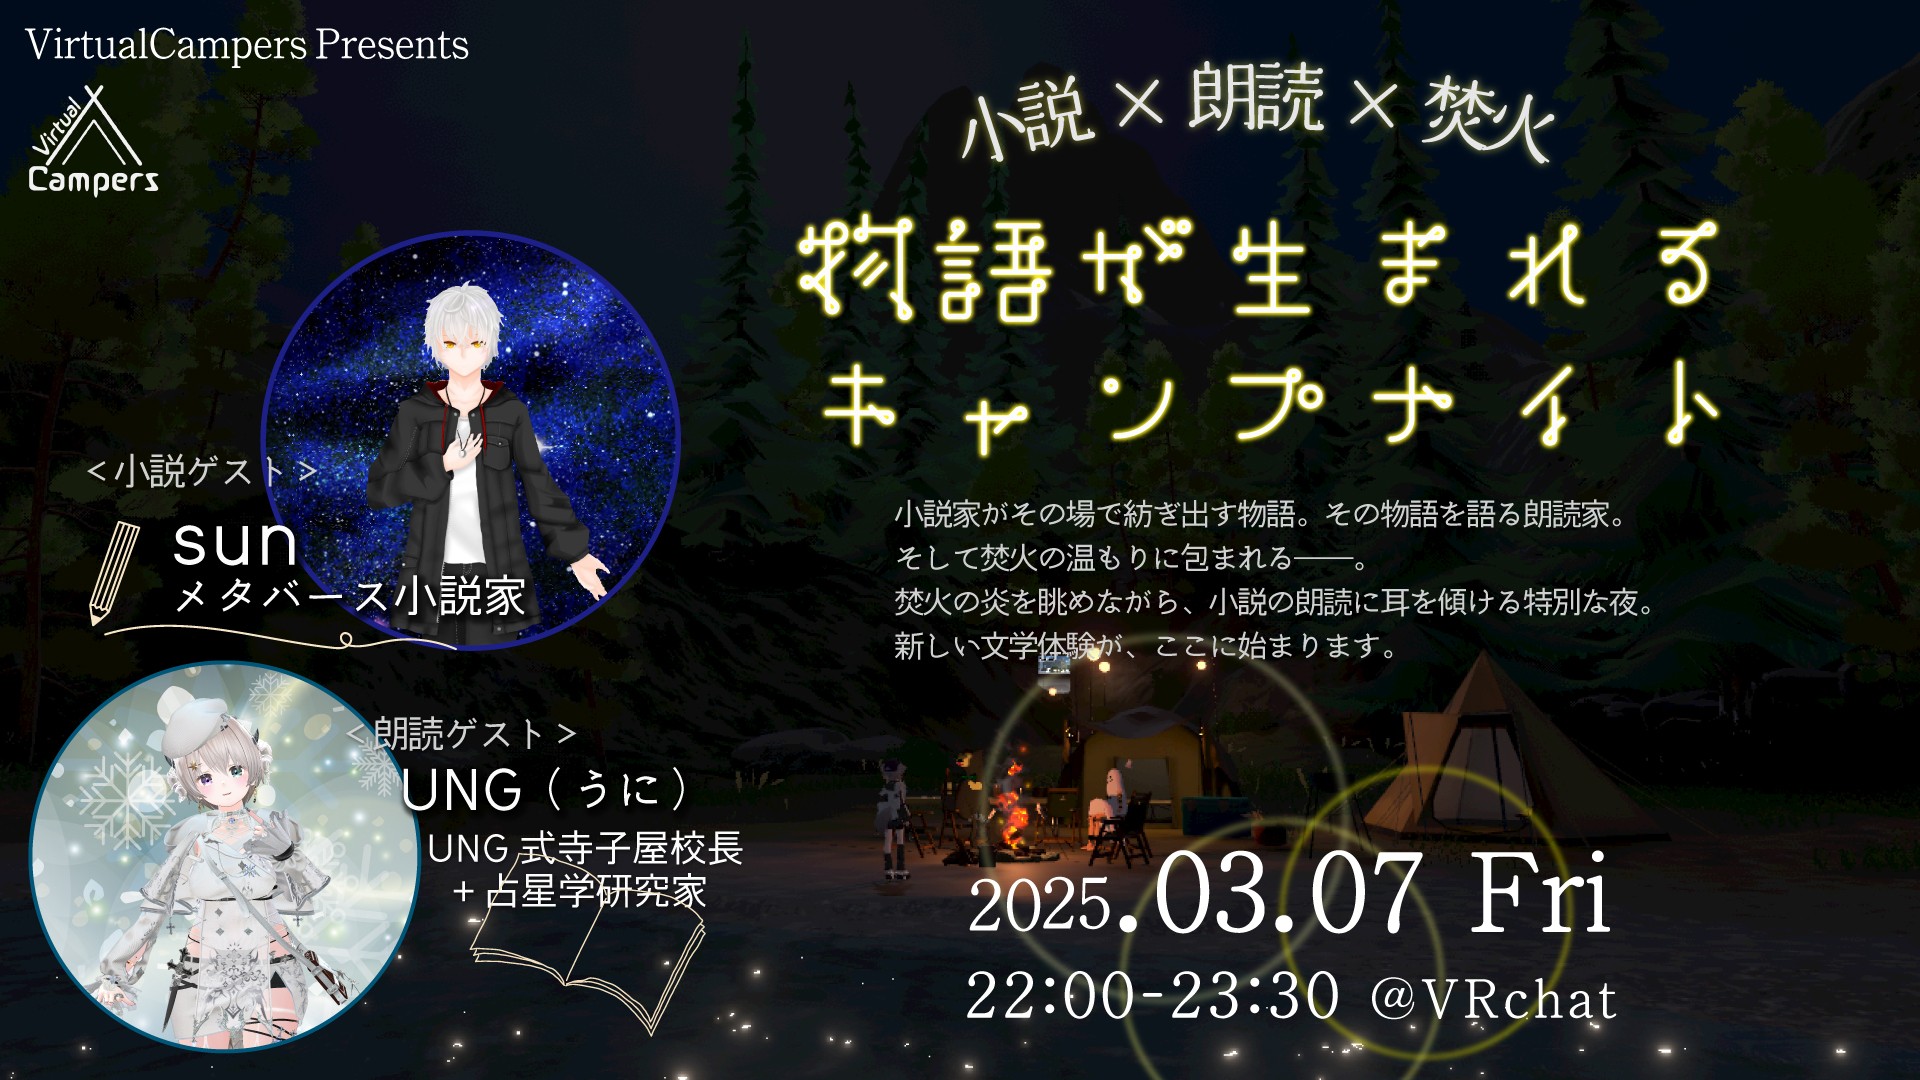 VirtualCampers Presents
Virtual
Campers
小説×朗読×焚火
物語が生まれる
キャンプナイト
<小説ゲスト>
sun
メタバース小説家
小説家がその場で紡ぎ出す物語。その物語を語る朗読家。
そして焚火の温もりに包まれる——。
焚火の炎を眺めながら、小説の朗読に耳を傾ける特別な夜。
新しい文学体験が、ここに始まります。
<朗読ゲスト>
UNG(うに)
UNG式寺子屋校長
+占星学研究家
2025.03.07 Fri
22:00-23:30 @VRchat